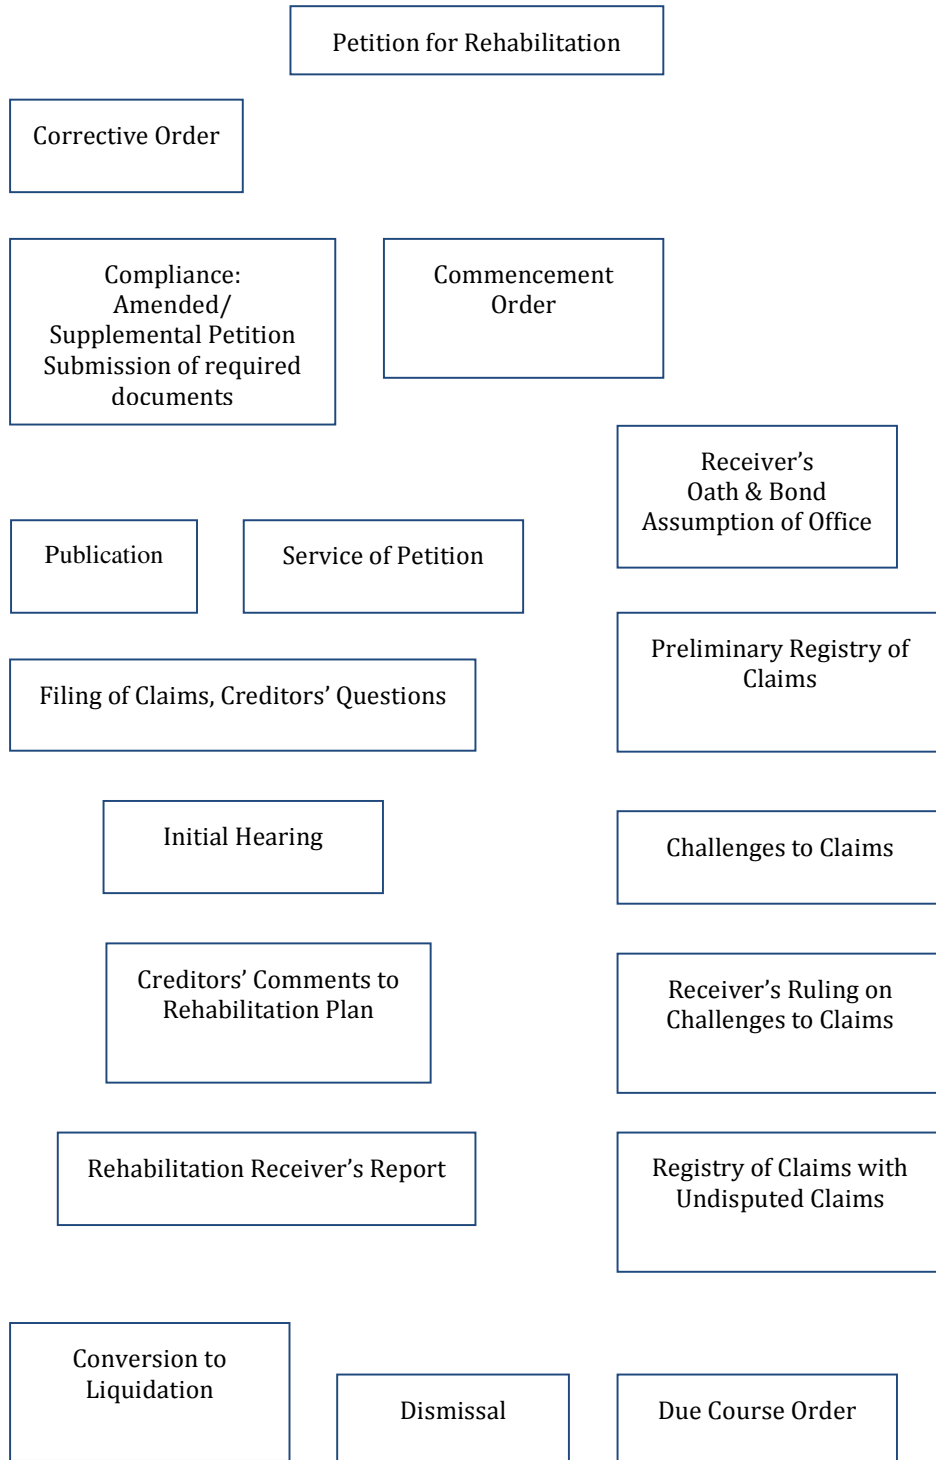 Petition for Rehabilitation
Corrective Order
Compliance:
Amended/
Supplemental Petition
Submission of required
documents
Commencement
Order
Receiver’s
Oath & Bond
Assumption of Office
Publication
Service of Petition
Preliminary Registry of
Claims
Filing of Claims, Creditors’ Questions
Initial Hearing
Challenges to Claims
Creditors’ Comments to
Rehabilitation Plan
Receiver’s Ruling on
Challenges to Claims
Rehabilitation Receiver’s Report
Registry of Claims with
Undisputed Claims
Conversion to
Liquidation
Dismissal
Due Course Order